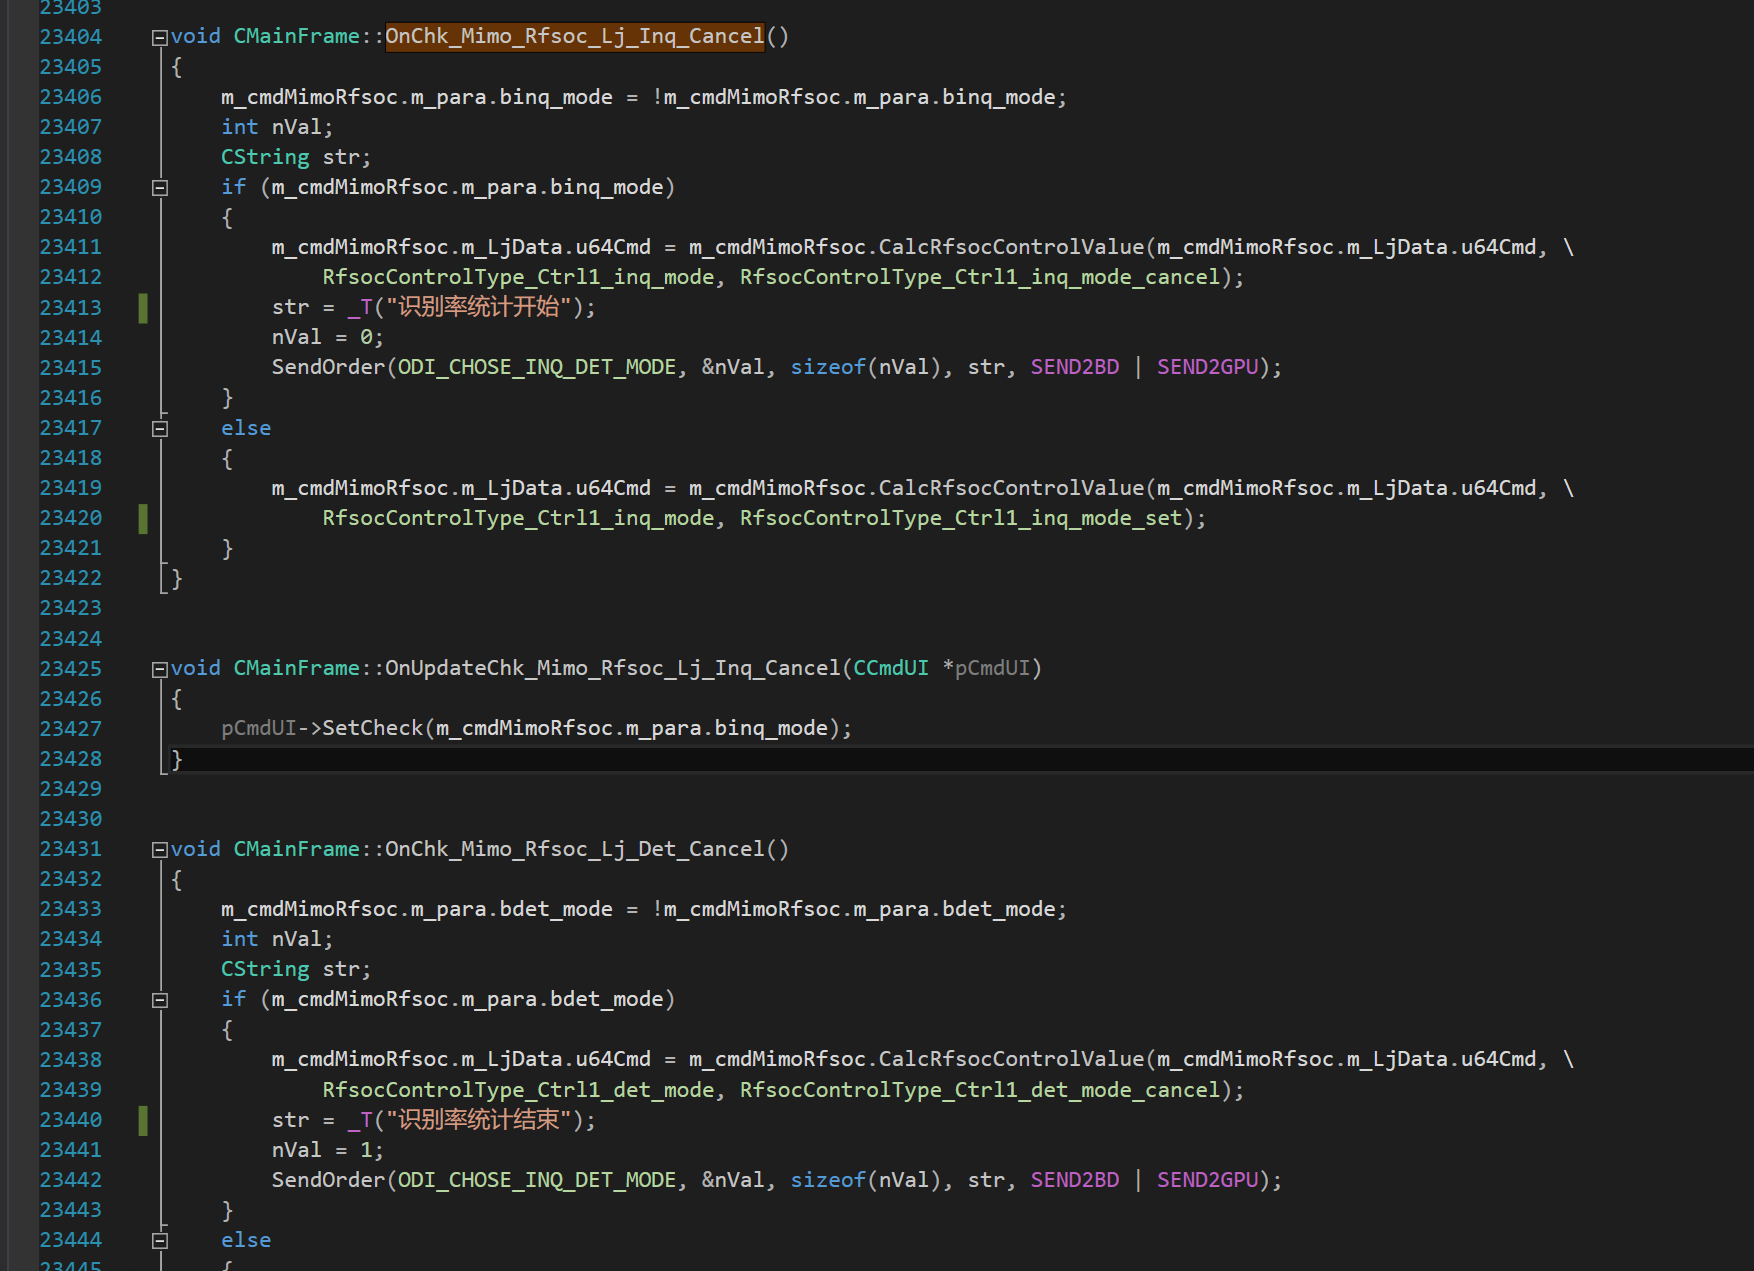 23403
23404 void CMainFrame::OnChk_Mimo_Rfsoc_Lj_Inq_Cancel()
23405 {
23406 m_cmdMimoRfsoc.m_para.binq_mode = !m_cmdMimoRfsoc.m_para.binq_mode;
23407 int nVal;
23408 CString str;
23409 if (m_cmdMimoRfsoc.m_para.binq_mode)
23410 {
23411 m_cmdMimoRfsoc.m_LjData.u64Cmd = m_cmdMimoRfsoc.CalcRfsocControlValue(m_cmdMimoRfsoc.m_LjData.u64Cmd, \
23412 RfsocControlType_Ctrl1_inq_mode, RfsocControlType_Ctrl1_inq_mode_cancel);
23413 str = _T("识别率统计开始");
23414 nVal = 0;
23415 SendOrder(ODI_CHOSE_INQ_DET_MODE, &nVal, sizeof(nVal), str, SEND2BD | SEND2GPU);
23416 }
23417 else
23418 {
23419 m_cmdMimoRfsoc.m_LjData.u64Cmd = m_cmdMimoRfsoc.CalcRfsocControlValue(m_cmdMimoRfsoc.m_LjData.u64Cmd, \
23420 RfsocControlType_Ctrl1_inq_mode, RfsocControlType_Ctrl1_inq_mode_set);
23421 }
23422 }
23423
23424
23425 void CMainFrame::OnUpdateChk_Mimo_Rfsoc_Lj_Inq_Cancel(CCmdUI *pCmdUI)
23426 {
23427 pCmdUI->SetCheck(m_cmdMimoRfsoc.m_para.binq_mode);
23428 }
23429
23430
23431 void CMainFrame::OnChk_Mimo_Rfsoc_Lj_Det_Cancel()
23432 {
23433 m_cmdMimoRfsoc.m_para.bdet_mode = !m_cmdMimoRfsoc.m_para.bdet_mode;
23434 int nVal;
23435 CString str;
23436 if (m_cmdMimoRfsoc.m_para.bdet_mode)
23437 {
23438 m_cmdMimoRfsoc.m_LjData.u64Cmd = m_cmdMimoRfsoc.CalcRfsocControlValue(m_cmdMimoRfsoc.m_LjData.u64Cmd, \
23439 RfsocControlType_Ctrl1_det_mode, RfsocControlType_Ctrl1_det_mode_cancel);
23440 str = _T("识别率统计结束");
23441 nVal = 1;
23442 SendOrder(ODI_CHOSE_INQ_DET_MODE, &nVal, sizeof(nVal), str, SEND2BD | SEND2GPU);
23443 }
23444 else
23445 {